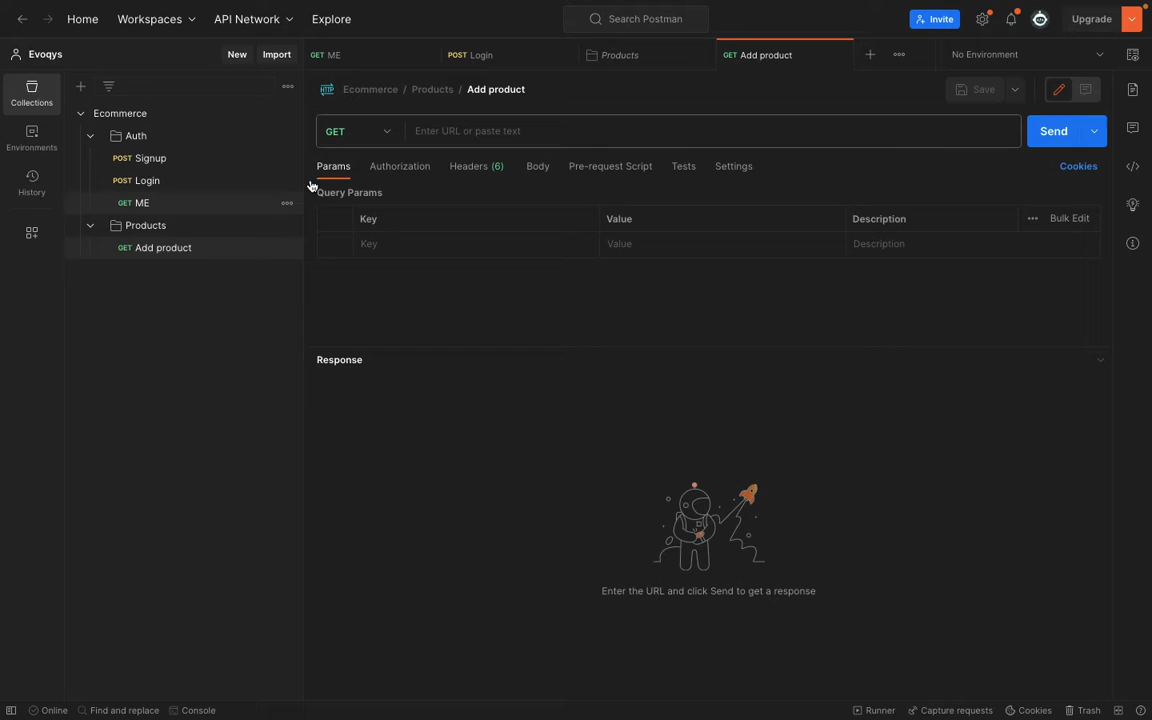 Home Workspaces API Network Explore Search Postman Invite Upgrade
Evoqys New Import GET ME POST Login Products GET Add product No Environment
Collections
Environments
History
Ecommerce
Auth
POST Signup
POST Login
GET ME
Products
GET Add product
HTTP Ecommerce / Products / Add product Save
GET Enter URL or paste text Send
Params Authorization Headers (6) Body Pre-request Script Tests Settings Cookies
Query Params
Key Value Description Bulk Edit
Key Value Description
Response
Enter the URL and click Send to get a response
Online Find and replace Console Runner Capture requests Cookies Trash